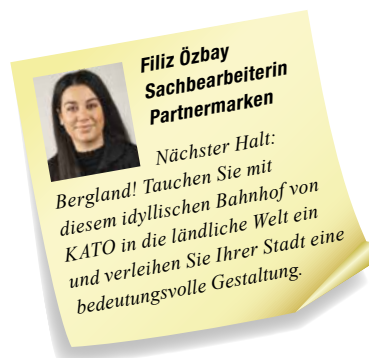 Filiz Özbay
Sachbearbeiterin
Partnermarken
Nächster Halt:
Bergland! Tauchen Sie mit
diesem idyllischen Bahnhof von
KATO in die ländliche Welt ein
und verleihen Sie Ihrer Stadt eine
bedeutungsvolle Gestaltung.